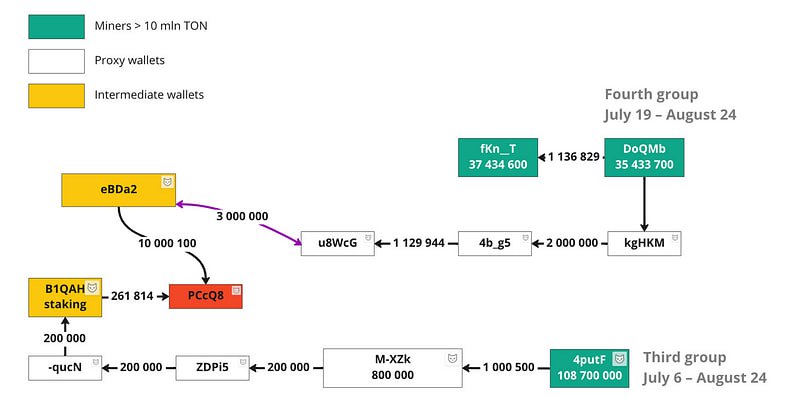 Miners > 10 mln TON
Proxy wallets
Intermediate wallets
Fourth group
July 19 – August 24
fKn__T
37 434 600
1 136 829
DoQMb
35 433 700
eBDa2
3 000 000
10 000 100
u8WcG
1 129 944
4b_g5
2 000 000
kgHKM
B1QAH
staking
261 814
PCcQ8
200 000
-qucN
200 000
ZDPi5
200 000
M-XZk
800 000
1 000 500
4putF
108 700 000
Third group
July 6 – August 24